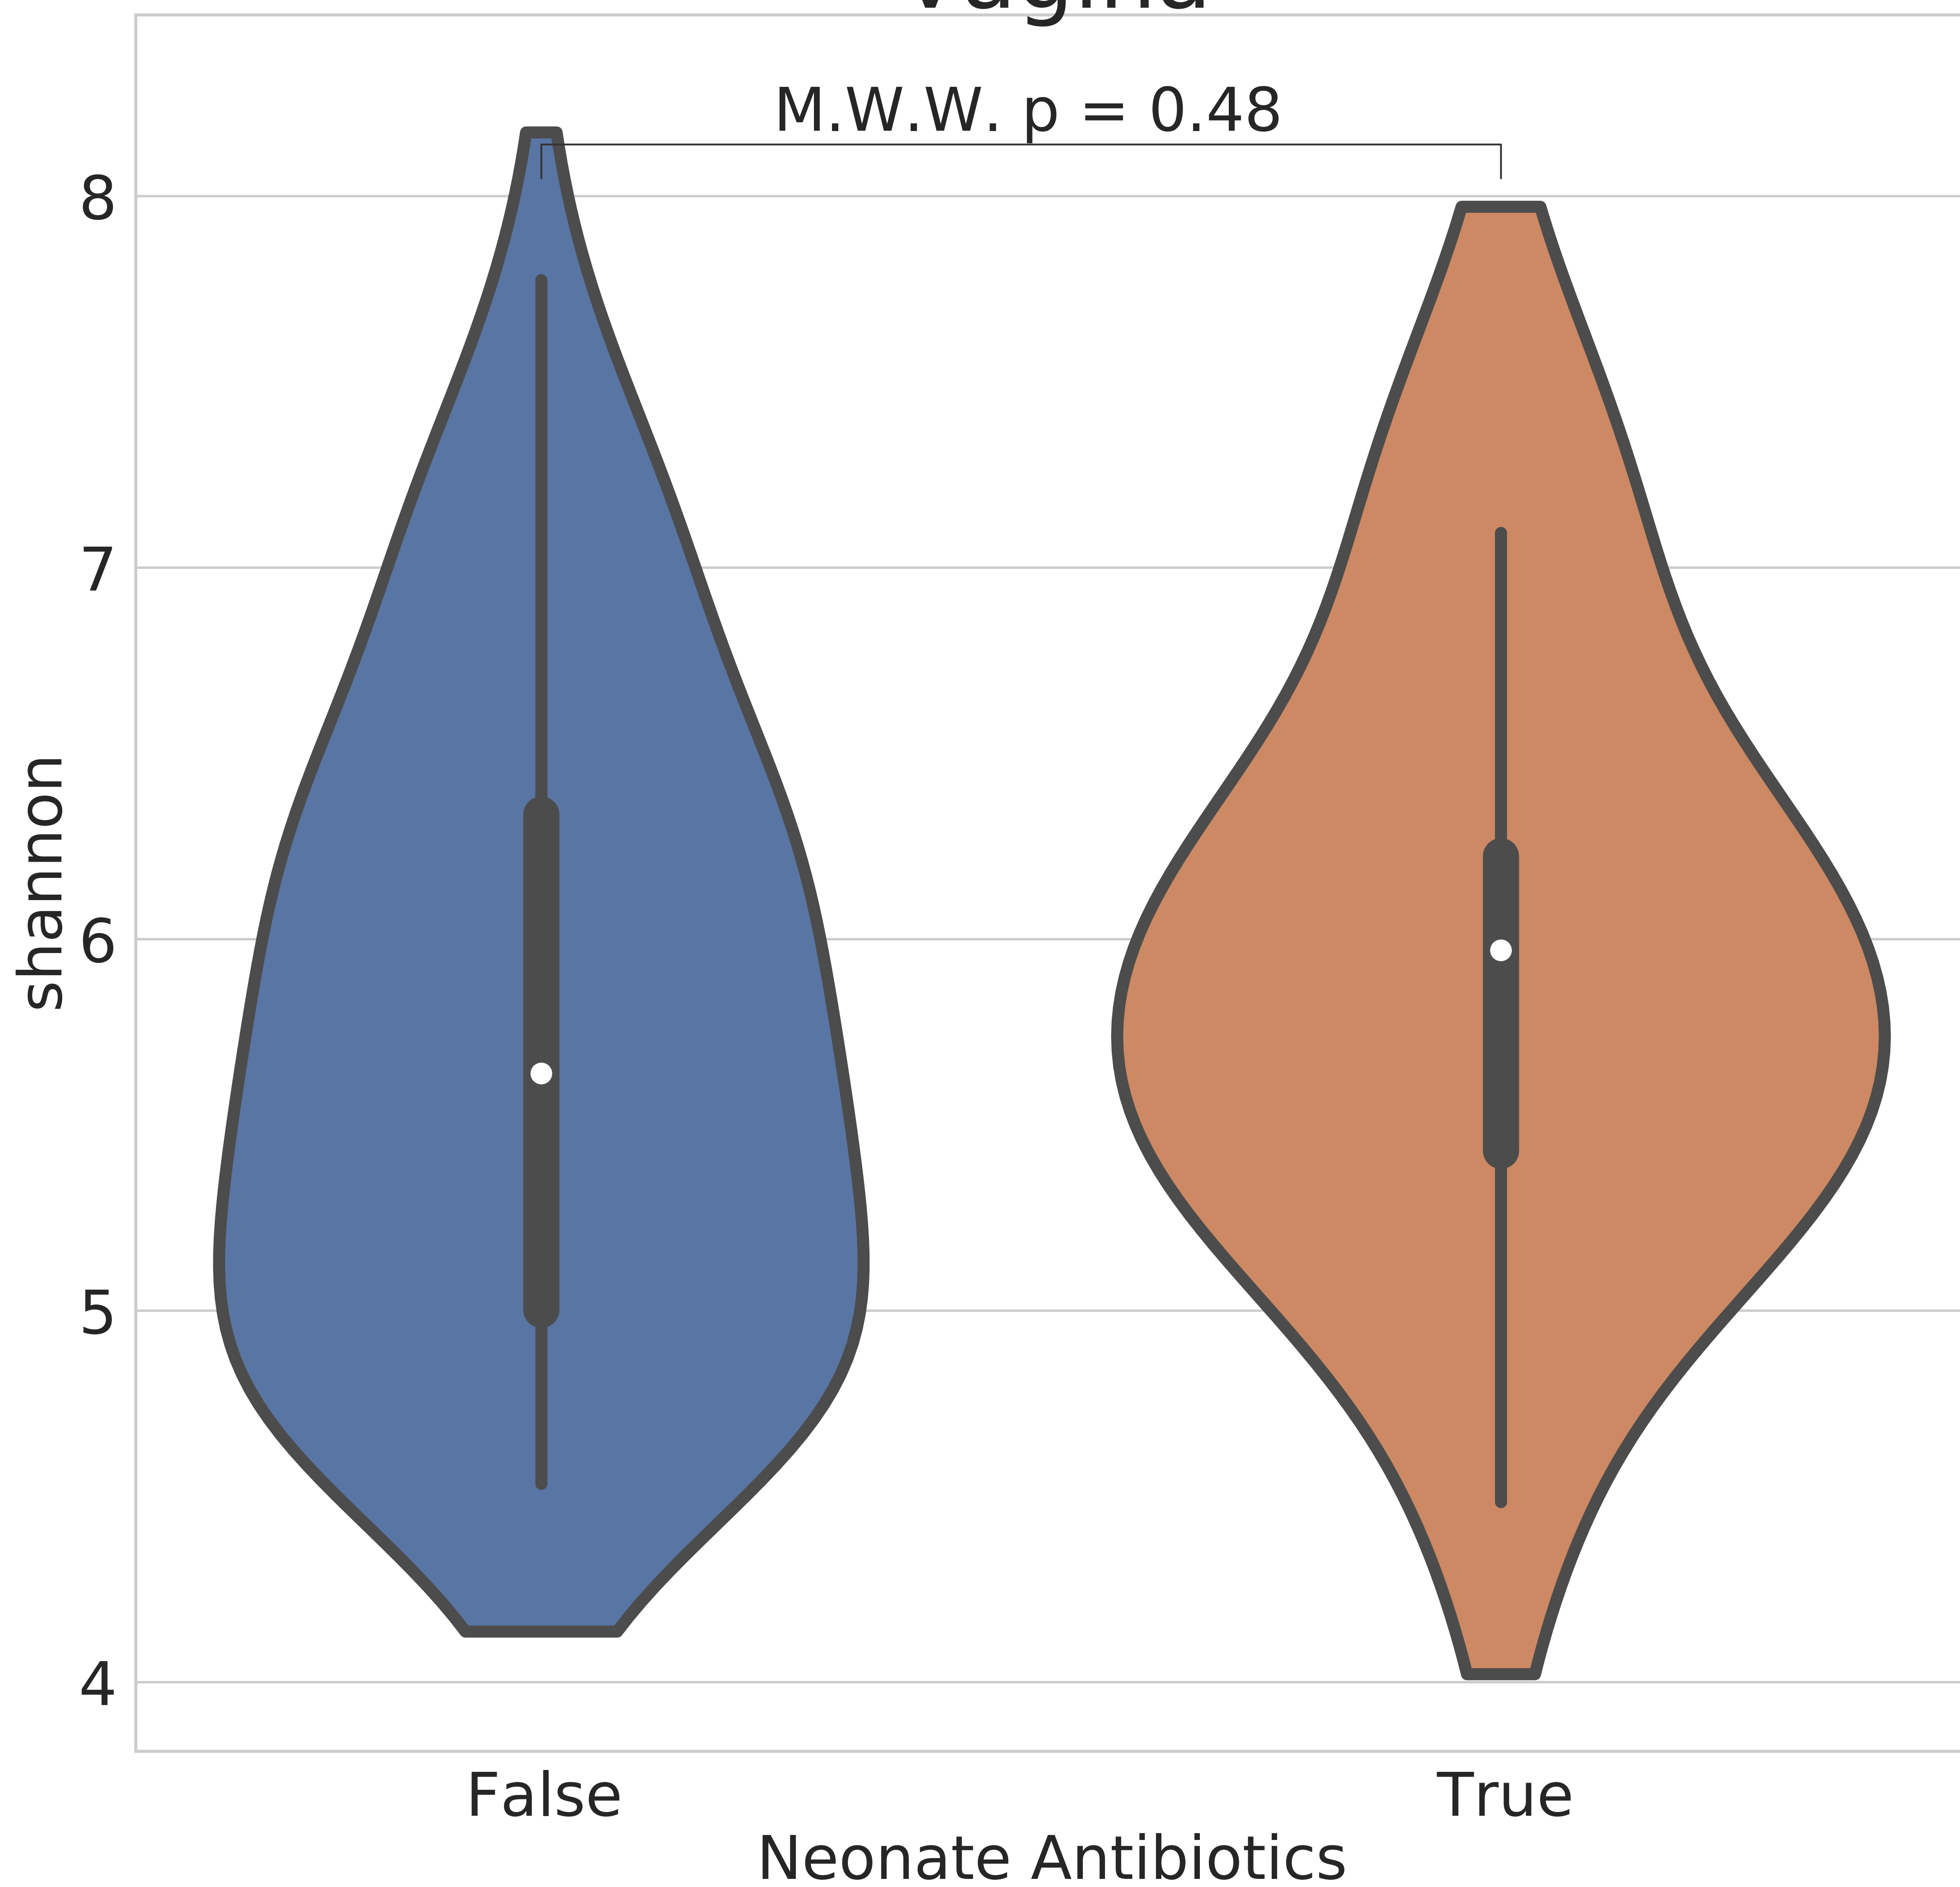 M.W.W. p = 0.48
8
7
6
5
4
shannon
False True
Neonate Antibiotics